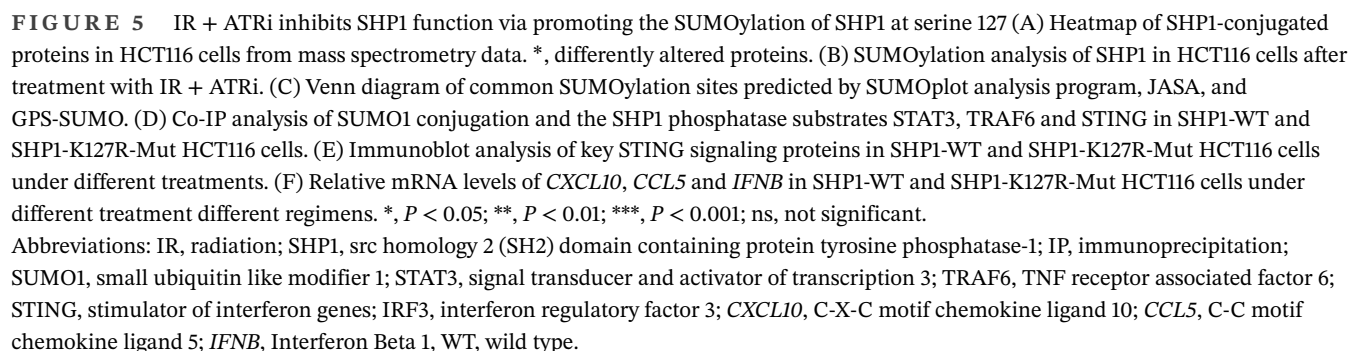 FIGURE 5 IR + ATRi inhibits SHP1 function via promoting the SUMOylation of SHP1 at serine 127 (A) Heatmap of SHP1-conjugated
proteins in HCT116 cells from mass spectrometry data. *, differently altered proteins. (B) SUMOylation analysis of SHP1 in HCT116 cells after
treatment with IR + ATRi. (C) Venn diagram of common SUMOylation sites predicted by SUMOplot analysis program, JASA, and
GPS-SUMO. (D) Co-IP analysis of SUMO1 conjugation and the SHP1 phosphatase substrates STAT3, TRAF6 and STING in SHP1-WT and
SHP1-K127R-Mut HCT116 cells. (E) Immunoblot analysis of key STING signaling proteins in SHP1-WT and SHP1-K127R-Mut HCT116 cells
under different treatments. (F) Relative mRNA levels of CXCL10, CCL5 and IFNB in SHP1-WT and SHP1-K127R-Mut HCT116 cells under
different treatment different regimens. *, P < 0.05; **, P < 0.01; ***, P < 0.001; ns, not significant.
Abbreviations: IR, radiation; SHP1, src homology 2 (SH2) domain containing protein tyrosine phosphatase-1; IP, immunoprecipitation;
SUMO1, small ubiquitin like modifier 1; STAT3, signal transducer and activator of transcription 3; TRAF6, TNF receptor associated factor 6;
STING, stimulator of interferon genes; IRF3, interferon regulatory factor 3; CXCL10, C-X-C motif chemokine ligand 10; CCL5, C-C motif
chemokine ligand 5; IFNB, Interferon Beta 1, WT, wild type.